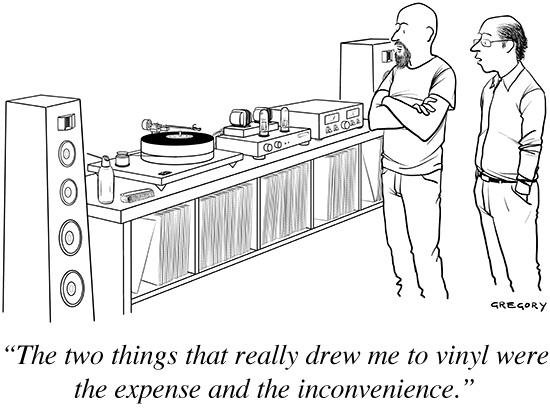 GREGORY
“The two things that really drew me to vinyl were
the expense and the inconvenience.”